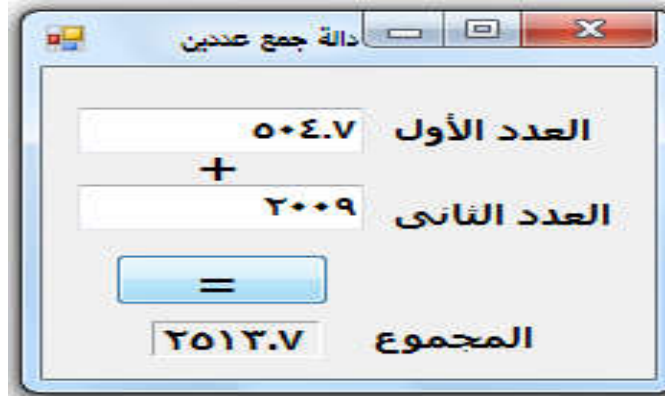 دالة جمع عددين
العدد الأول ٥٠٤.٧
+
العدد الثانى ٢٠٠٩
=
المجموع ٢٥١٣.٧